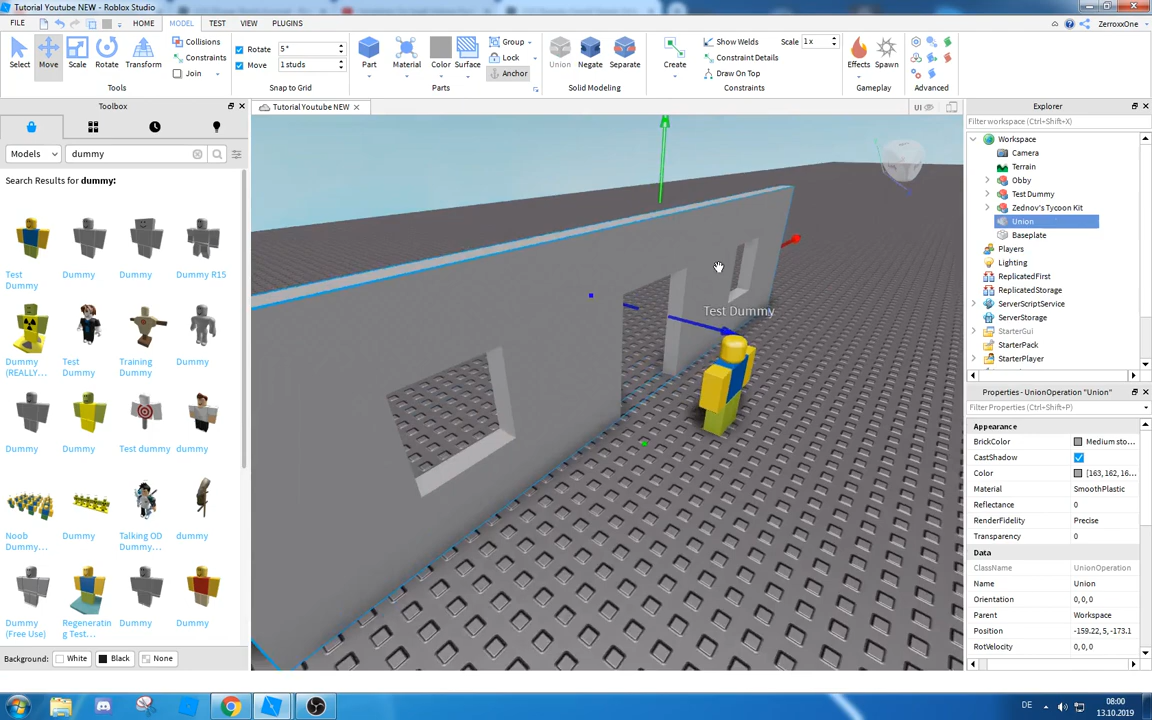 Tutorial Youtube NEW - Roblox Studio
FILE HOME MODEL TEST VIEW PLUGINS
ZerroxxOne
Select Move Scale Rotate Transform
Collisions
Constraints
Join
Tools
Rotate 5°
Move 1 studs
Snap to Grid
Part Material Color Surface
Group
Lock
Anchor
Parts
Union Negate Separate
Solid Modeling
Create
Show Welds Scale 1x
Constraint Details
Draw On Top
Constraints
Effects Spawn
Gameplay
Advanced
Toolbox
Models dummy
Search Results for dummy:
Test Dummy
Dummy
Dummy
Dummy R15
Dummy (REALLY...
Test Dummy
Training Dummy
Dummy
Dummy
Dummy
Test dummy
dummy
Noob Dummy...
Dummy
Talking OD Dummy...
dummy
Dummy (Free Use)
Regeneratin g Test...
Dummy
Dummy
Background: White Black None
Tutorial Youtube NEW
UI
Test Dummy
Explorer
Filter workspace (Ctrl+Shift+X)
Workspace
Camera
Terrain
Obby
Test Dummy
Zednov's Tycoon Kit
Union
Baseplate
Players
Lighting
ReplicatedFirst
ReplicatedStorage
ServerScriptService
ServerStorage
StarterGui
StarterPack
StarterPlayer
Properties - UnionOperation "Union"
Filter Properties (Ctrl+Shift+P)
Appearance
BrickColor Medium sto...
CastShadow
Color [163, 162, 16...
Material SmoothPlastic
Reflectance 0
RenderFidelity Precise
Transparency 0
Data
ClassName UnionOperation
Name Union
Orientation 0, 0, 0
Parent Workspace
Position -159.22, 5, -173.1
RotVelocity 0, 0, 0
DE 08:00
13.10.2019